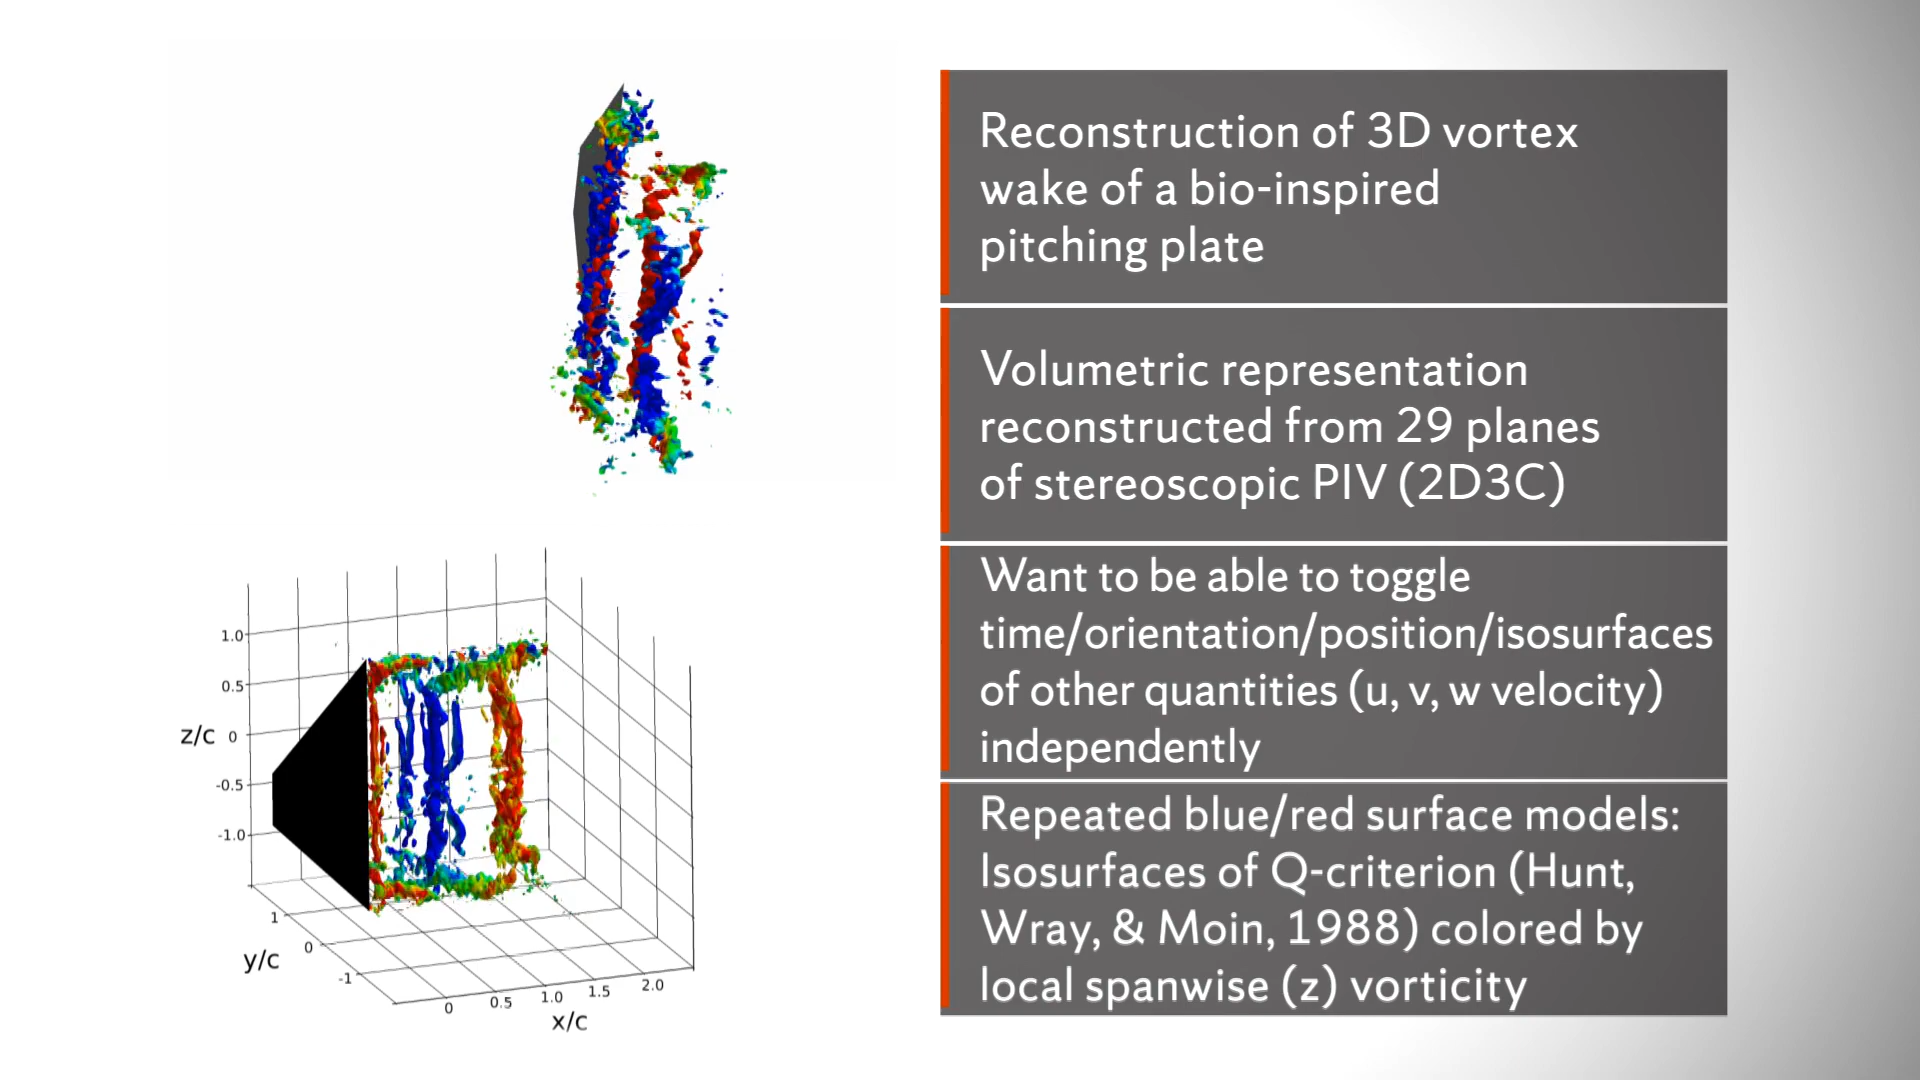 Reconstruction of 3D vortex
wake of a bio-inspired
pitching plate
Volumetric representation
reconstructed from 29 planes
of stereoscopic PIV (2D3C)
Want to be able to toggle
time/orientation/position/isosurfaces
of other quantities (u, v, w velocity)
independently
Repeated blue/red surface models:
Isosurfaces of Q-criterion (Hunt,
Wray, & Moin, 1988) colored by
local spanwise (z) vorticity
1.0
0.5
z/c 0
-0.5
-1.0
1
0
-1
y/c
0 0.5 1.0 1.5 2.0
x/c